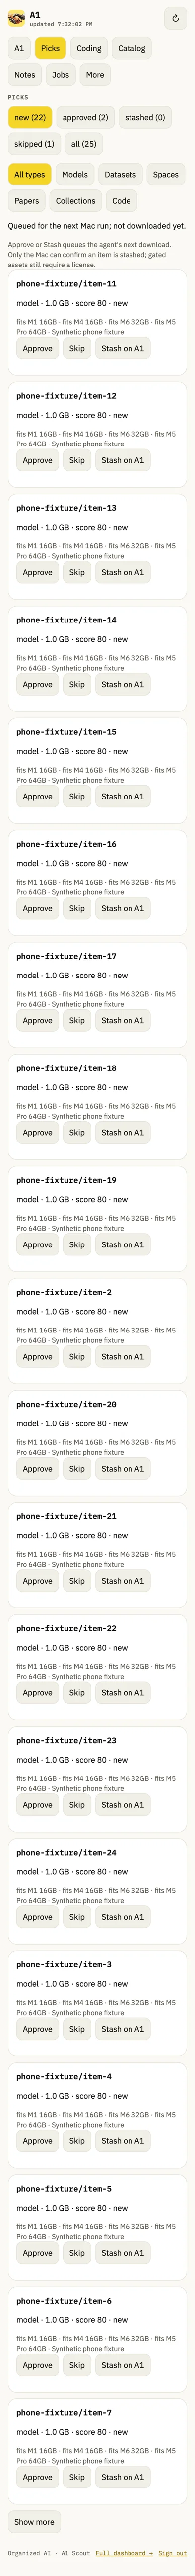 A1
updated 7:32:02 PM
↻
A1 Picks Coding Catalog
Notes Jobs More
PICKS
new (22) approved (2) stashed (0)
skipped (1) all (25)
All types Models Datasets Spaces
Papers Collections Code
Queued for the next Mac run; not downloaded yet.
Approve or Stash queues the agent's next download.
Only the Mac can confirm an item is stashed; gated
assets still require a license.
phone-fixture/item-11
model · 1.0 GB · score 80 · new
fits M1 16GB · fits M4 16GB · fits M6 32GB · fits M5
Pro 64GB · Synthetic phone fixture
Approve Skip Stash on A1
phone-fixture/item-12
model · 1.0 GB · score 80 · new
fits M1 16GB · fits M4 16GB · fits M6 32GB · fits M5
Pro 64GB · Synthetic phone fixture
Approve Skip Stash on A1
phone-fixture/item-13
model · 1.0 GB · score 80 · new
fits M1 16GB · fits M4 16GB · fits M6 32GB · fits M5
Pro 64GB · Synthetic phone fixture
Approve Skip Stash on A1
phone-fixture/item-14
model · 1.0 GB · score 80 · new
fits M1 16GB · fits M4 16GB · fits M6 32GB · fits M5
Pro 64GB · Synthetic phone fixture
Approve Skip Stash on A1
phone-fixture/item-15
model · 1.0 GB · score 80 · new
fits M1 16GB · fits M4 16GB · fits M6 32GB · fits M5
Pro 64GB · Synthetic phone fixture
Approve Skip Stash on A1
phone-fixture/item-16
model · 1.0 GB · score 80 · new
fits M1 16GB · fits M4 16GB · fits M6 32GB · fits M5
Pro 64GB · Synthetic phone fixture
Approve Skip Stash on A1
phone-fixture/item-17
model · 1.0 GB · score 80 · new
fits M1 16GB · fits M4 16GB · fits M6 32GB · fits M5
Pro 64GB · Synthetic phone fixture
Approve Skip Stash on A1
phone-fixture/item-18
model · 1.0 GB · score 80 · new
fits M1 16GB · fits M4 16GB · fits M6 32GB · fits M5
Pro 64GB · Synthetic phone fixture
Approve Skip Stash on A1
phone-fixture/item-19
model · 1.0 GB · score 80 · new
fits M1 16GB · fits M4 16GB · fits M6 32GB · fits M5
Pro 64GB · Synthetic phone fixture
Approve Skip Stash on A1
phone-fixture/item-2
model · 1.0 GB · score 80 · new
fits M1 16GB · fits M4 16GB · fits M6 32GB · fits M5
Pro 64GB · Synthetic phone fixture
Approve Skip Stash on A1
phone-fixture/item-20
model · 1.0 GB · score 80 · new
fits M1 16GB · fits M4 16GB · fits M6 32GB · fits M5
Pro 64GB · Synthetic phone fixture
Approve Skip Stash on A1
phone-fixture/item-21
model · 1.0 GB · score 80 · new
fits M1 16GB · fits M4 16GB · fits M6 32GB · fits M5
Pro 64GB · Synthetic phone fixture
Approve Skip Stash on A1
phone-fixture/item-22
model · 1.0 GB · score 80 · new
fits M1 16GB · fits M4 16GB · fits M6 32GB · fits M5
Pro 64GB · Synthetic phone fixture
Approve Skip Stash on A1
phone-fixture/item-23
model · 1.0 GB · score 80 · new
fits M1 16GB · fits M4 16GB · fits M6 32GB · fits M5
Pro 64GB · Synthetic phone fixture
Approve Skip Stash on A1
phone-fixture/item-24
model · 1.0 GB · score 80 · new
fits M1 16GB · fits M4 16GB · fits M6 32GB · fits M5
Pro 64GB · Synthetic phone fixture
Approve Skip Stash on A1
phone-fixture/item-3
model · 1.0 GB · score 80 · new
fits M1 16GB · fits M4 16GB · fits M6 32GB · fits M5
Pro 64GB · Synthetic phone fixture
Approve Skip Stash on A1
phone-fixture/item-4
model · 1.0 GB · score 80 · new
fits M1 16GB · fits M4 16GB · fits M6 32GB · fits M5
Pro 64GB · Synthetic phone fixture
Approve Skip Stash on A1
phone-fixture/item-5
model · 1.0 GB · score 80 · new
fits M1 16GB · fits M4 16GB · fits M6 32GB · fits M5
Pro 64GB · Synthetic phone fixture
Approve Skip Stash on A1
phone-fixture/item-6
model · 1.0 GB · score 80 · new
fits M1 16GB · fits M4 16GB · fits M6 32GB · fits M5
Pro 64GB · Synthetic phone fixture
Approve Skip Stash on A1
phone-fixture/item-7
model · 1.0 GB · score 80 · new
fits M1 16GB · fits M4 16GB · fits M6 32GB · fits M5
Pro 64GB · Synthetic phone fixture
Approve Skip Stash on A1
Show more
Organized AI · A1 Scout Full dashboard → Sign out